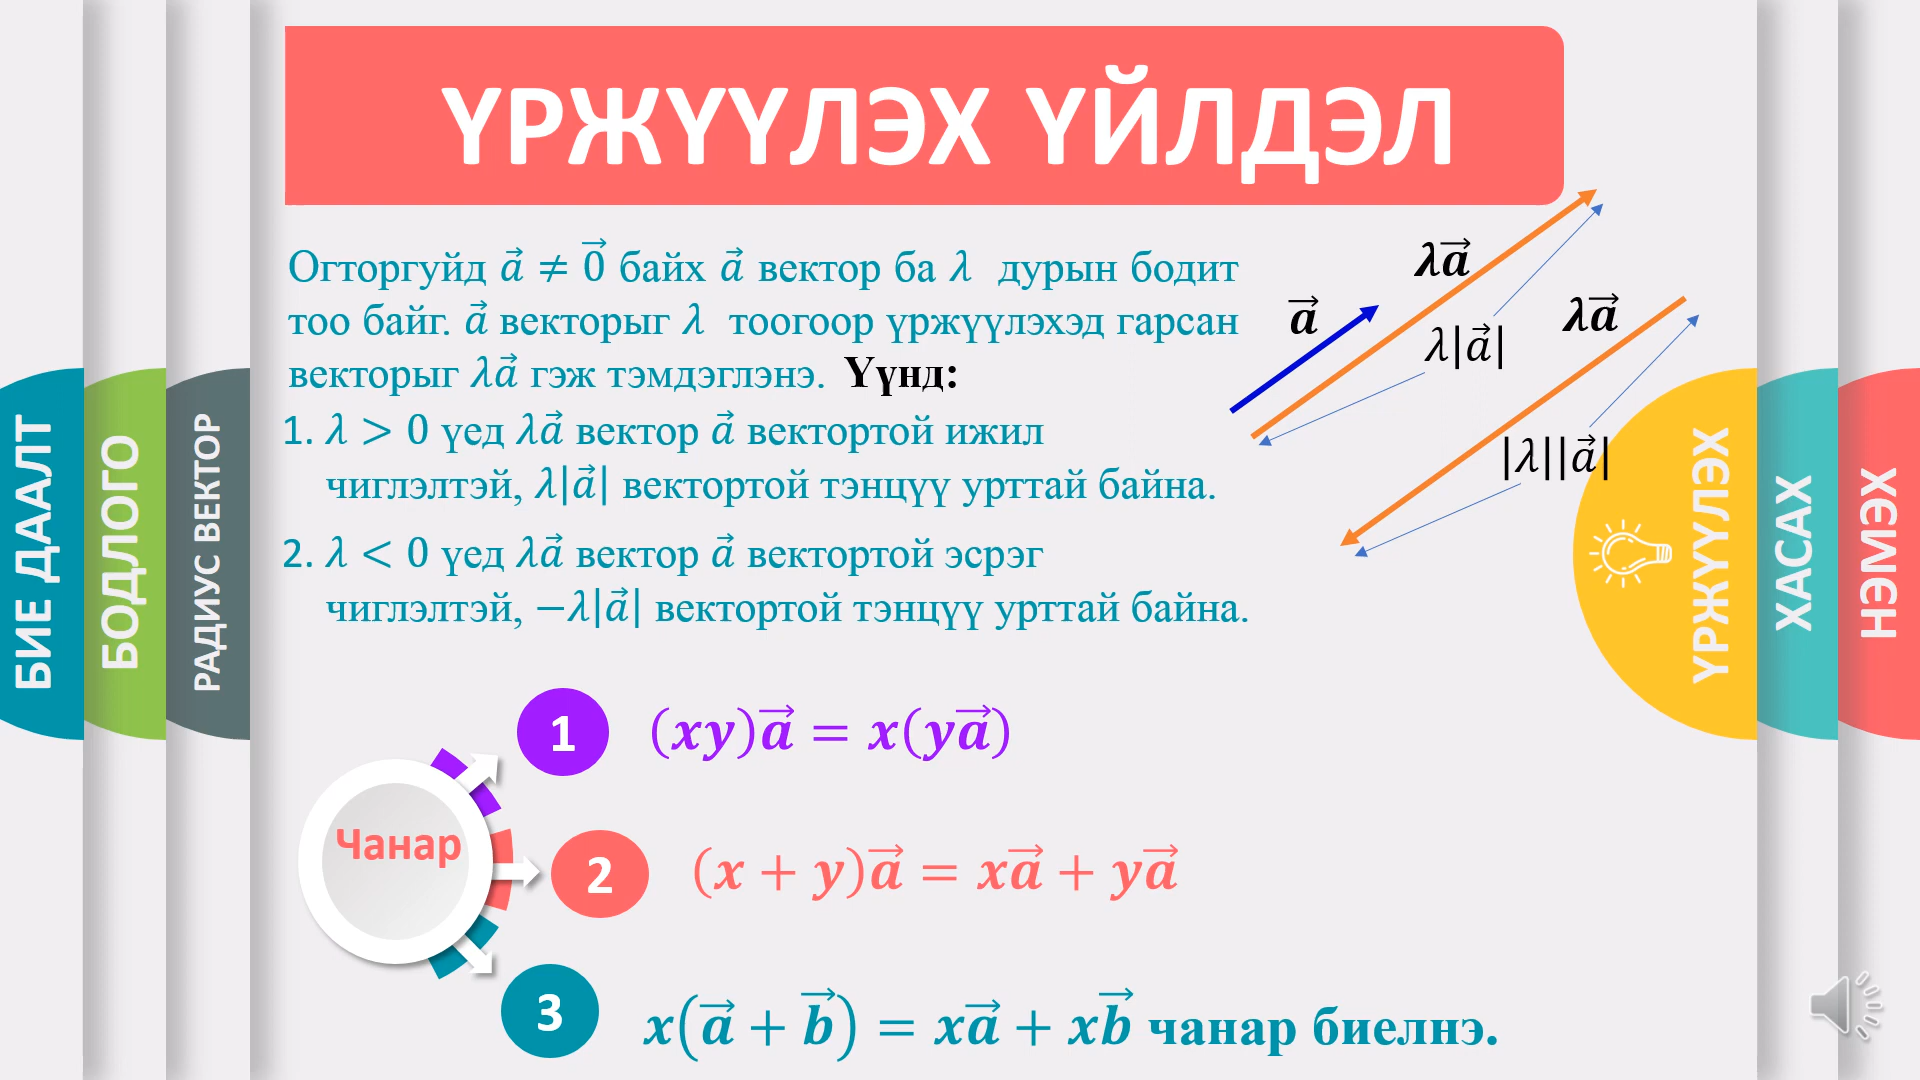 ҮРЖҮҮЛЭХ ҮЙЛДЭЛ
Огторгуйд a⃗ ≠ 0⃗ байх a⃗ вектор ба λ дурын бодит
тоо байг. a⃗ векторыг λ тоогоор үржүүлэхэд гарсан
векторыг λa⃗ гэж тэмдэглэнэ. Үүнд:
1. λ > 0 үед λa⃗ вектор a⃗ вектортой ижил
чиглэлтэй, λ|a⃗| вектортой тэнцүү урттай байна.
2. λ < 0 үед λa⃗ вектор a⃗ вектортой эсрэг
чиглэлтэй, −λ|a⃗| вектортой тэнцүү урттай байна.
a⃗
λa⃗
λ|a⃗|
λa⃗
|λ||a⃗|
Чанар
1 (xy)a⃗ = x(ya⃗)
2 (x + y)a⃗ = xa⃗ + ya⃗
3 x(a⃗ + b⃗) = xa⃗ + xb⃗ чанар биелнэ.
БИЕ ДААЛТ
БОДЛОГО
РАДИУС ВЕКТОР
ҮРЖҮҮЛЭХ
ХАСАХ
НЭМЭХ